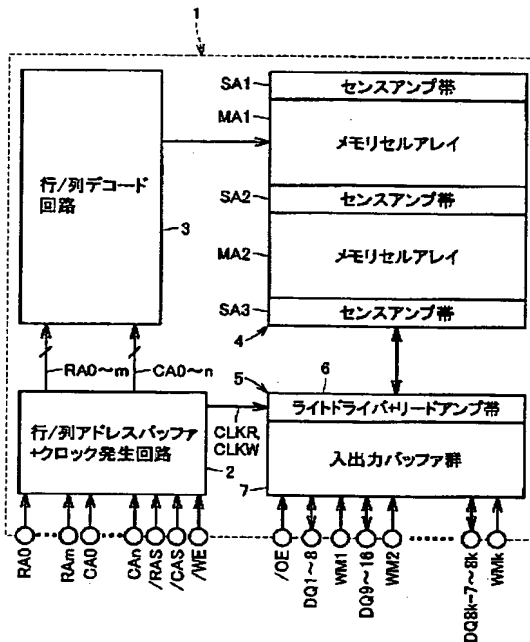 1
SA1
センスアンプ帯
MA1
メモリセルアレイ
行/列デコード
回路
3
SA2
センスアンプ帯
MA2
メモリセルアレイ
SA3
センスアンプ帯
4
RA0～m
CA0～n
5
6
ライトドライバ+リードアンプ帯
行/列アドレスバッファ
+クロック発生回路
CLKR,
CLKW
2
入出力バッファ群
7
RA0
RAm
CA0
CAn
/RAS
/CAS
/WE
/OE
DQ1～8
WM1
DQ9～16
WM2
DQ8k-7～8k
WMk